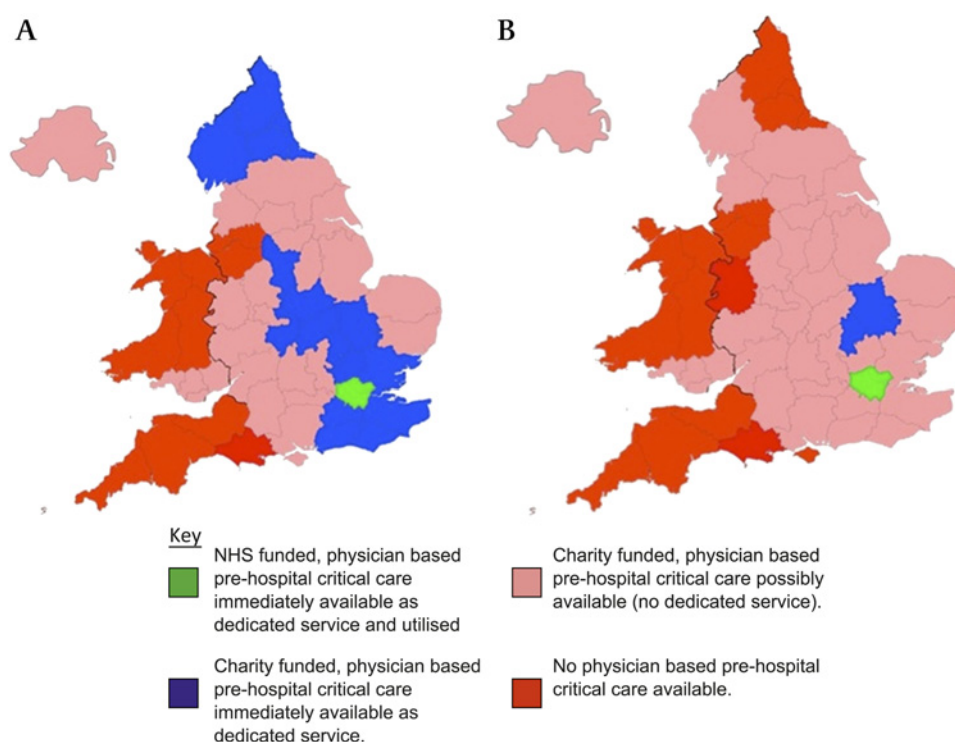 A
B
Key
NHS funded, physician based
pre-hospital critical care
immediately available as
dedicated service and utilised
Charity funded, physician based
pre-hospital critical care possibly
available (no dedicated service).
Charity funded, physician based
pre-hospital critical care
immediately available as
dedicated service.
No physician based pre-hospital
critical care available.